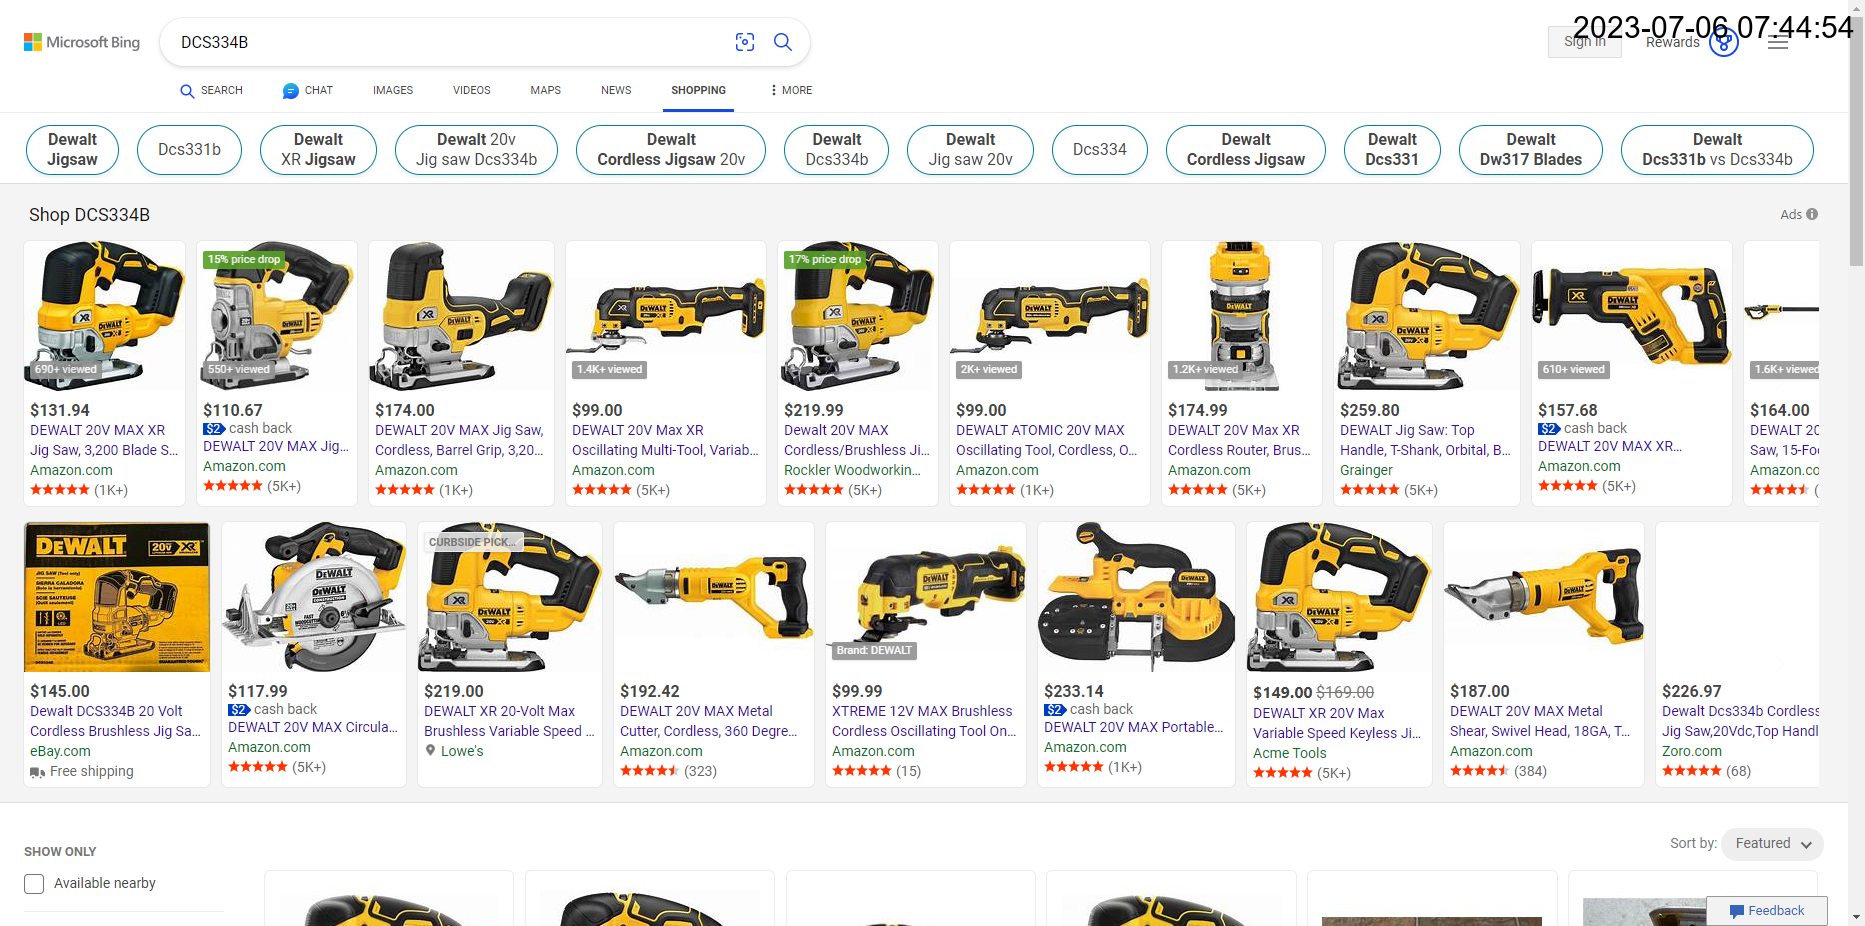 Microsoft Bing
DCS334B
Sign in
Rewards
2023-07-06 07:44:54
SEARCH
CHAT
IMAGES
VIDEOS
MAPS
NEWS
SHOPPING
MORE
Dewalt
Jigsaw
Dcs331b
Dewalt
XR Jigsaw
Dewalt 20v
Jig saw Dcs334b
Dewalt
Cordless Jigsaw 20v
Dewalt
Dcs334b
Dewalt
Jig saw 20v
Dcs334
Dewalt
Cordless Jigsaw
Dewalt
Dcs331
Dewalt
Dw317 Blades
Dewalt
Dcs331b vs Dcs334b
Shop DCS334B
Ads
690+ viewed
$131.94
DEWALT 20V MAX XR
Jig Saw, 3,200 Blade S...
Amazon.com
(1K+)
15% price drop
550+ viewed
$110.67
$2 cash back
DEWALT 20V MAX Jig...
Amazon.com
(5K+)
$174.00
DEWALT 20V MAX Jig Saw,
Cordless, Barrel Grip, 3,20...
Amazon.com
(1K+)
1.4K+ viewed
$99.00
DEWALT 20V Max XR
Oscillating Multi-Tool, Variab...
Amazon.com
(5K+)
17% price drop
$219.99
Dewalt 20V MAX
Cordless/Brushless Ji...
Rockler Woodworkin...
(5K+)
2K+ viewed
$99.00
DEWALT ATOMIC 20V MAX
Oscillating Tool, Cordless, O...
Amazon.com
(1K+)
1.2K+ viewed
$174.99
DEWALT 20V Max XR
Cordless Router, Brus...
Amazon.com
(5K+)
$259.80
DEWALT Jig Saw: Top
Handle, T-Shank, Orbital, B...
Grainger
(5K+)
610+ viewed
$157.68
$2 cash back
DEWALT 20V MAX XR...
Amazon.com
(5K+)
1.6K+ viewed
$164.00
DEWALT 20
Saw, 15-Foo
Amazon.co
(
DEWALT
20V XR
JIG SAW (Tool only)
SIERRA CALADORA
SCIE SAUTEUSE
$145.00
Dewalt DCS334B 20 Volt
Cordless Brushless Jig Sa...
eBay.com
Free shipping
$117.99
$2 cash back
DEWALT 20V MAX Circula...
Amazon.com
(5K+)
CURBSIDE PICK...
$219.00
DEWALT XR 20-Volt Max
Brushless Variable Speed ...
Lowe's
$192.42
DEWALT 20V MAX Metal
Cutter, Cordless, 360 Degre...
Amazon.com
(323)
Brand: DEWALT
$99.99
XTREME 12V MAX Brushless
Cordless Oscillating Tool On...
Amazon.com
(15)
$233.14
$2 cash back
DEWALT 20V MAX Portable...
Amazon.com
(1K+)
$149.00 $169.00
DEWALT XR 20V Max
Variable Speed Keyless Ji...
Acme Tools
(5K+)
$187.00
DEWALT 20V MAX Metal
Shear, Swivel Head, 18GA, T...
Amazon.com
(384)
$226.97
Dewalt Dcs334b Cordless
Jig Saw,20Vdc,Top Handl
Zoro.com
(68)
SHOW ONLY
Available nearby
Sort by: Featured
Feedback